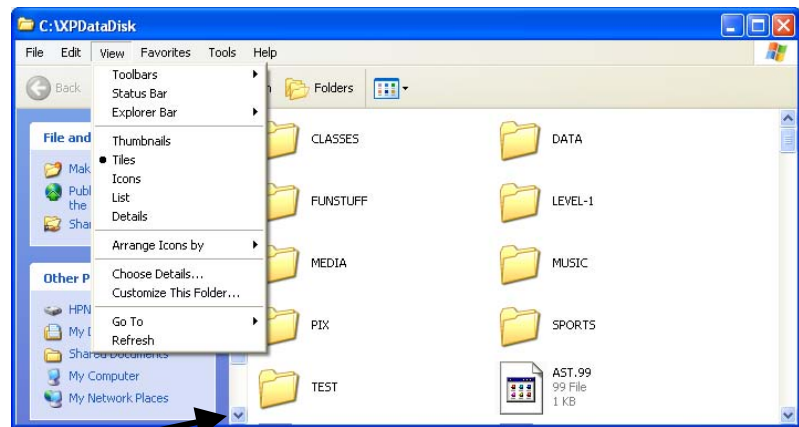 C:\XPDataDisk
File Edit View Favorites Tools Help
Back Folders
Toolbars
Status Bar
Explorer Bar
Thumbnails
Tiles
Icons
List
Details
Arrange Icons by
Choose Details...
Customize This Folder...
Go To
Refresh
File and
Mak
Publ
the
Shar
Other P
HPN
My D
Shared Documents
My Computer
My Network Places
CLASSES DATA
FUNSTUFF LEVEL-1
MEDIA MUSIC
PIX SPORTS
TEST AST.99
99 File
1 KB